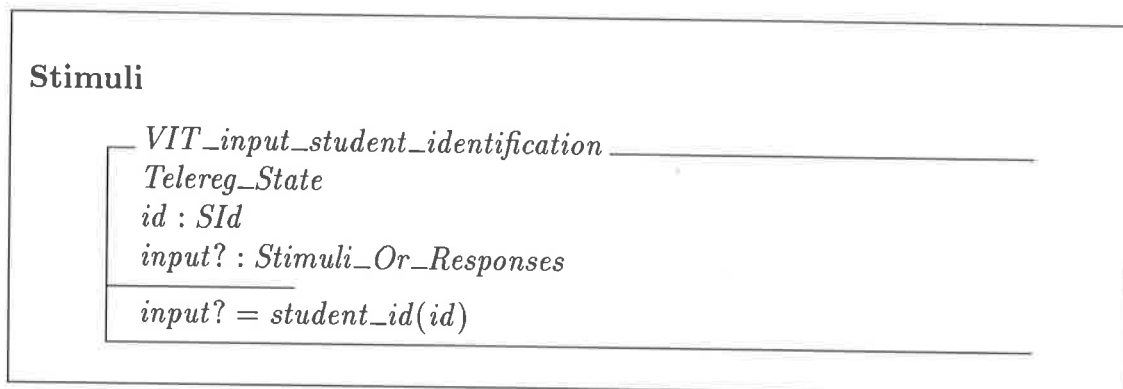 Stimuli
VIT_input_student_identification
Telereg_State
id : SId
input? : Stimuli_Or_Responses
input? = student_id(id)